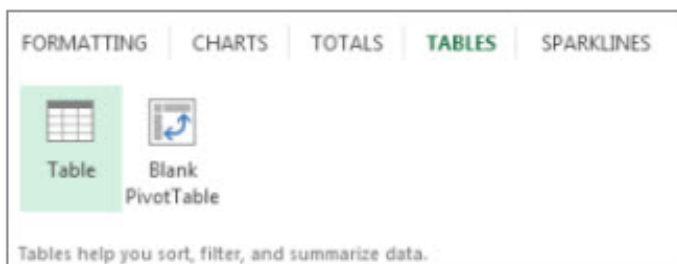 FORMATTING CHARTS TOTALS TABLES SPARKLINES
Table
Blank
PivotTable
Tables help you sort, filter, and summarize data.